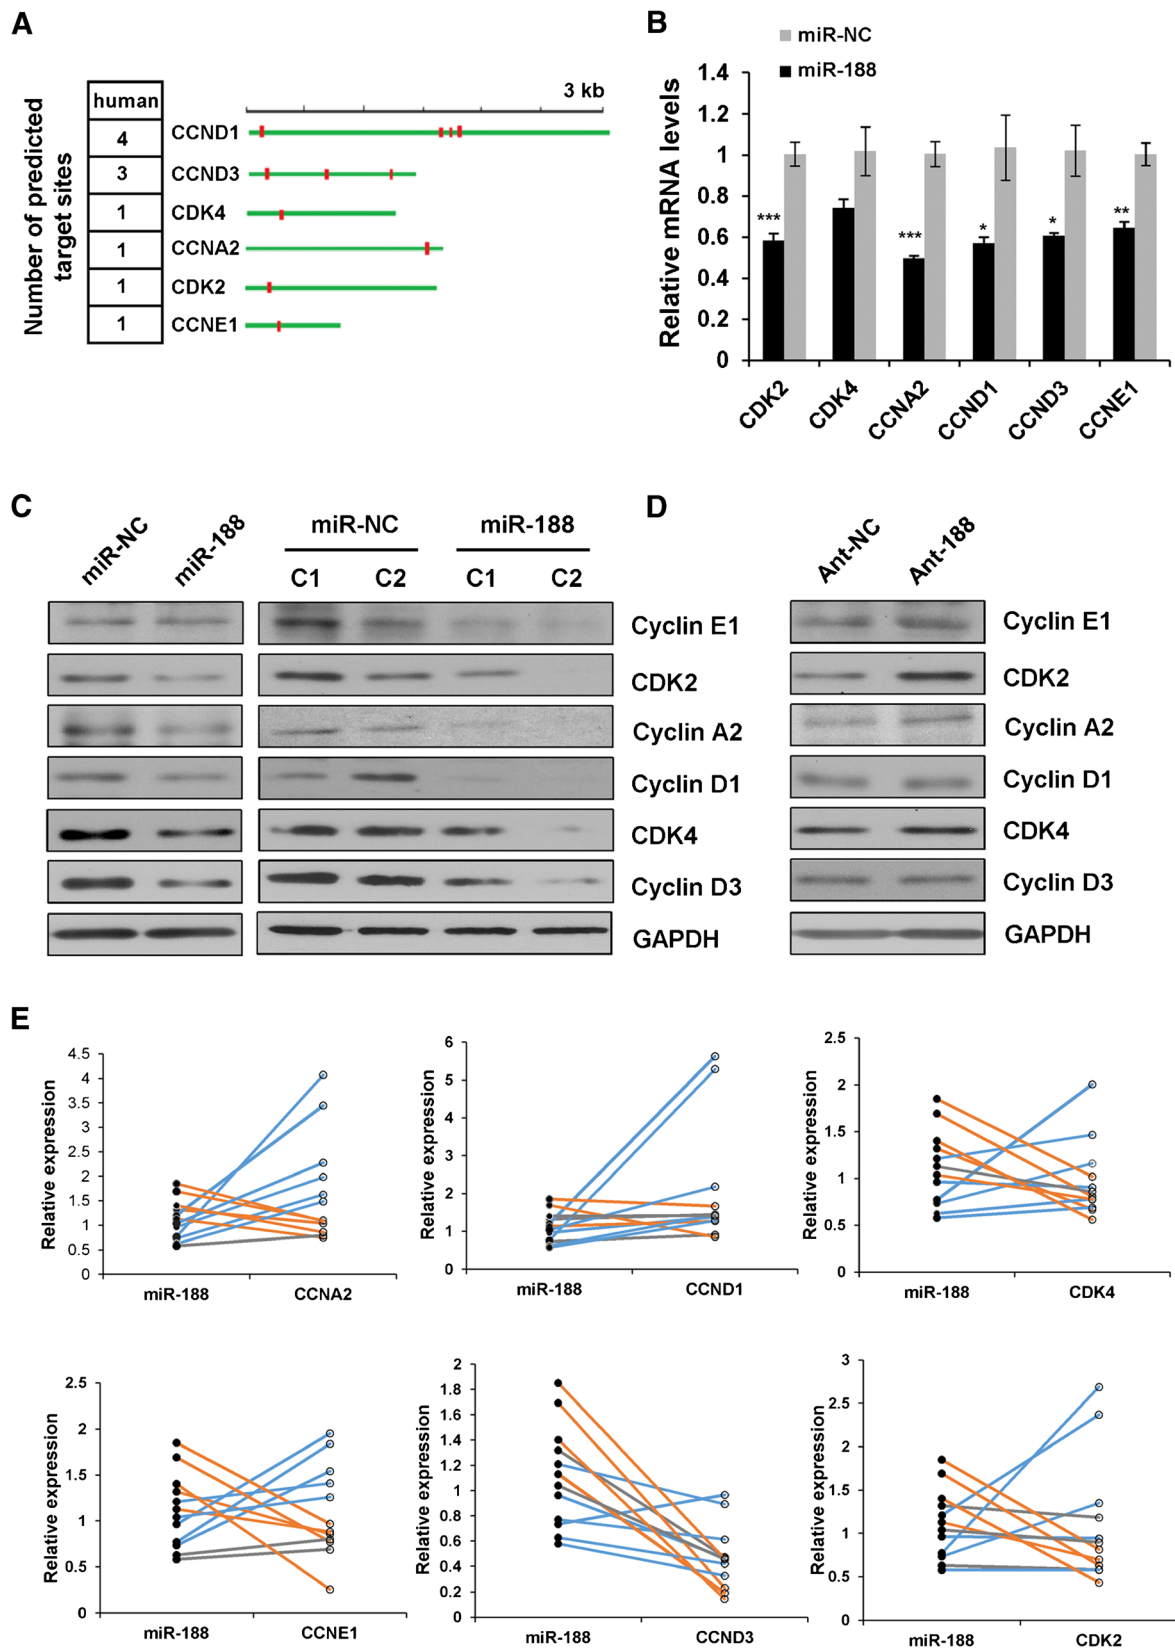 A
Number of predicted
target sites
human
4
3
1
1
1
1
3 kb
CCND1
CCND3
CDK4
CCNA2
CDK2
CCNE1
B
miR-NC
miR-188
Relative mRNA levels
1.4
1.2
1
0.8
0.6
0.4
0.2
0
***
***
*
*
**
CDK2
CDK4
CCNA2
CCND1
CCND3
CCNE1
C
miR-NC
miR-188
miR-NC
miR-188
C1
C2
C1
C2
Cyclin E1
CDK2
Cyclin A2
Cyclin D1
CDK4
Cyclin D3
GAPDH
D
Ant-NC
Ant-188
Cyclin E1
CDK2
Cyclin A2
Cyclin D1
CDK4
Cyclin D3
GAPDH
E
Relative expression
4.5
4
3.5
3
2.5
2
1.5
1
0.5
0
miR-188
CCNA2
Relative expression
6
5
4
3
2
1
0
miR-188
CCND1
Relative expression
2.5
2
1.5
1
0.5
0
miR-188
CDK4
Relative expression
2.5
2
1.5
1
0.5
0
miR-188
CCNE1
Relative expression
2
1.8
1.6
1.4
1.2
1
0.8
0.6
0.4
0.2
0
miR-188
CCND3
Relative expression
3
2.5
2
1.5
1
0.5
0
miR-188
CDK2